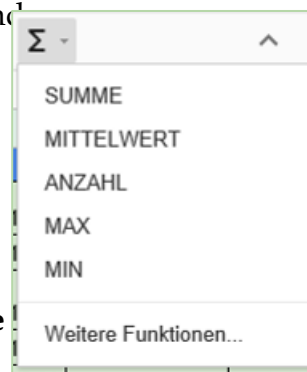 Σ
SUMME
MITTELWERT
ANZAHL
MAX
MIN
Weitere Funktionen...